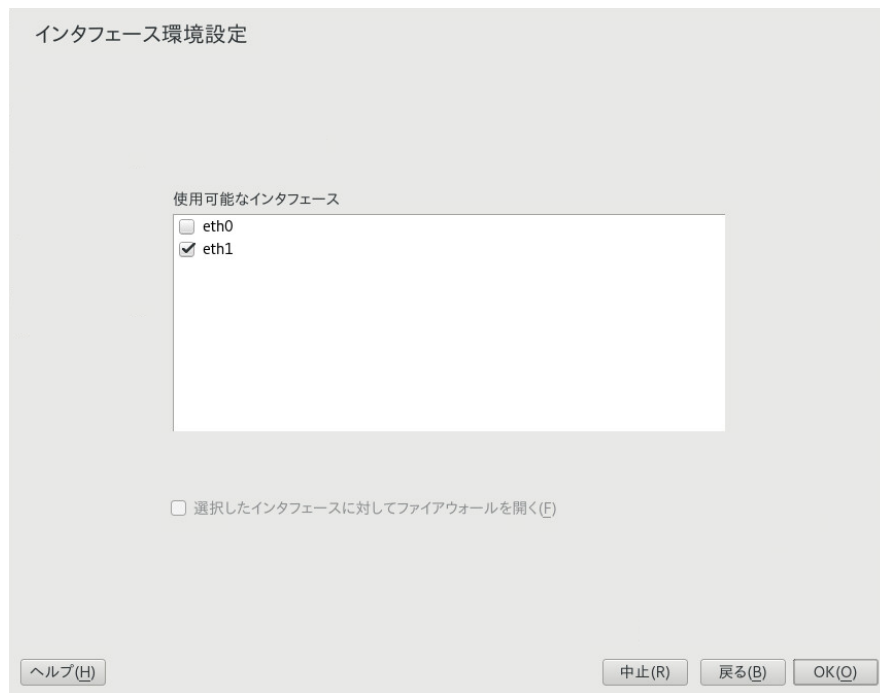 インタフェース環境設定
使用可能なインタフェース
eth0
eth1
選択したインタフェースに対してファイアウォールを開く(F)
ヘルプ(H)
中止(R)
戻る(B)
OK(O)